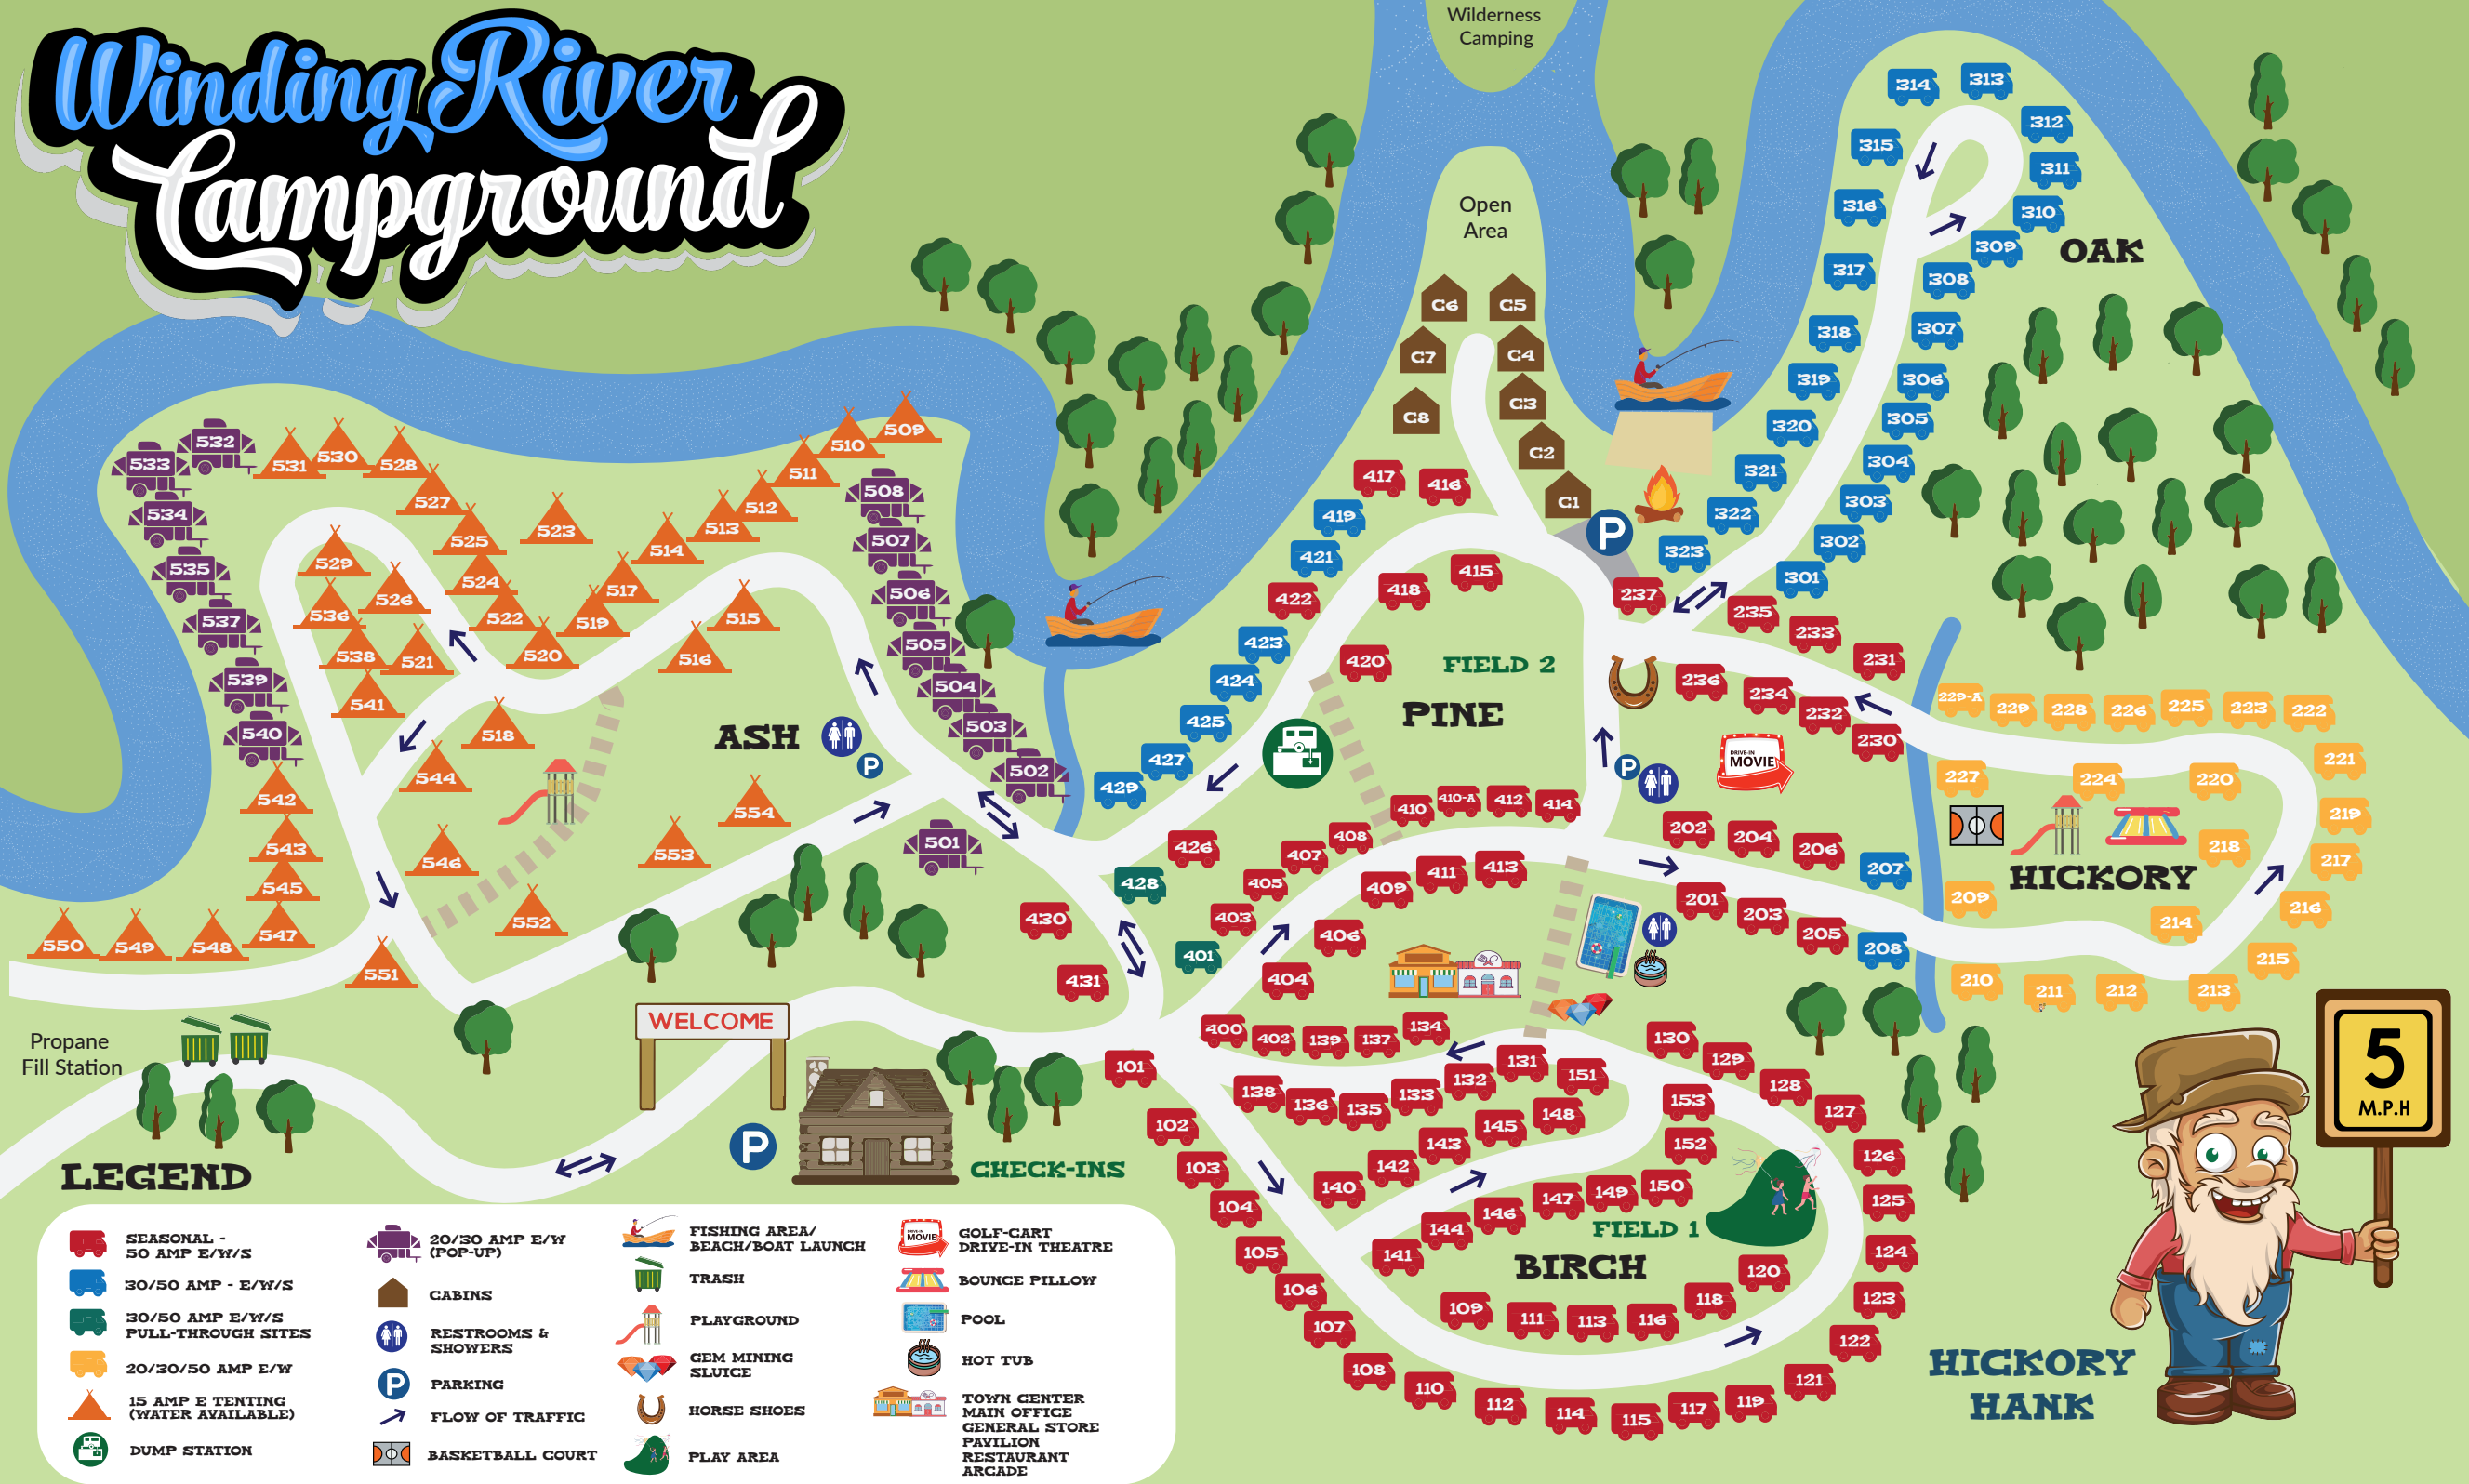 Winding River
Campground
Wilderness
Camping
Open
Area
OAK
314
313
312
315
311
316
310
309
317
308
318
307
319
306
320
305
321
304
322
303
323
302
301
C6
C5
C7
C4
C8
C3
C2
C1
P
417
416
419
421
422
418
415
423
420
424
425
427
429
426
428
430
431
FIELD 2
PINE
237
235
233
231
236
234
232
230
DRIVE-IN
MOVIE
P
229-A
229
228
226
225
223
222
221
227
224
220
219
218
217
216
209
214
215
210
211
212
213
HICKORY
202
204
206
207
201
203
205
208
410
410-A
412
414
408
407
405
403
401
409
411
413
406
404
400
402
139
137
134
138
136
135
133
132
131
151
130
129
128
127
126
125
124
123
122
121
153
152
148
145
143
142
140
150
149
147
146
144
141
FIELD 1
BIRCH
120
118
116
113
111
109
101
102
103
104
105
106
107
108
110
112
114
115
117
119
532
533
531
530
528
527
534
529
525
523
535
526
524
536
522
537
538
521
520
519
517
514
513
512
511
510
509
508
507
506
505
504
503
502
501
515
516
539
541
540
518
544
542
543
545
546
547
548
549
550
551
552
553
554
ASH
P
WELCOME
P
CHECK-INS
Propane
Fill Station
5
M.P.H
HICKORY
HANK
LEGEND
SEASONAL -
50 AMP E/W/S
30/50 AMP - E/W/S
30/50 AMP E/W/S
PULL-THROUGH SITES
20/30/50 AMP E/W
15 AMP E TENTING
(WATER AVAILABLE)
DUMP STATION
20/30 AMP E/W
(POP-UP)
CABINS
RESTROOMS &
SHOWERS
P
PARKING
FLOW OF TRAFFIC
BASKETBALL COURT
FISHING AREA/
BEACH/BOAT LAUNCH
TRASH
PLAYGROUND
GEM MINING
SLUICE
HORSE SHOES
PLAY AREA
MOVIE
GOLF-CART
DRIVE-IN THEATRE
BOUNCE PILLOW
POOL
HOT TUB
TOWN CENTER
MAIN OFFICE
GENERAL STORE
PAVILION
RESTAURANT
ARCADE